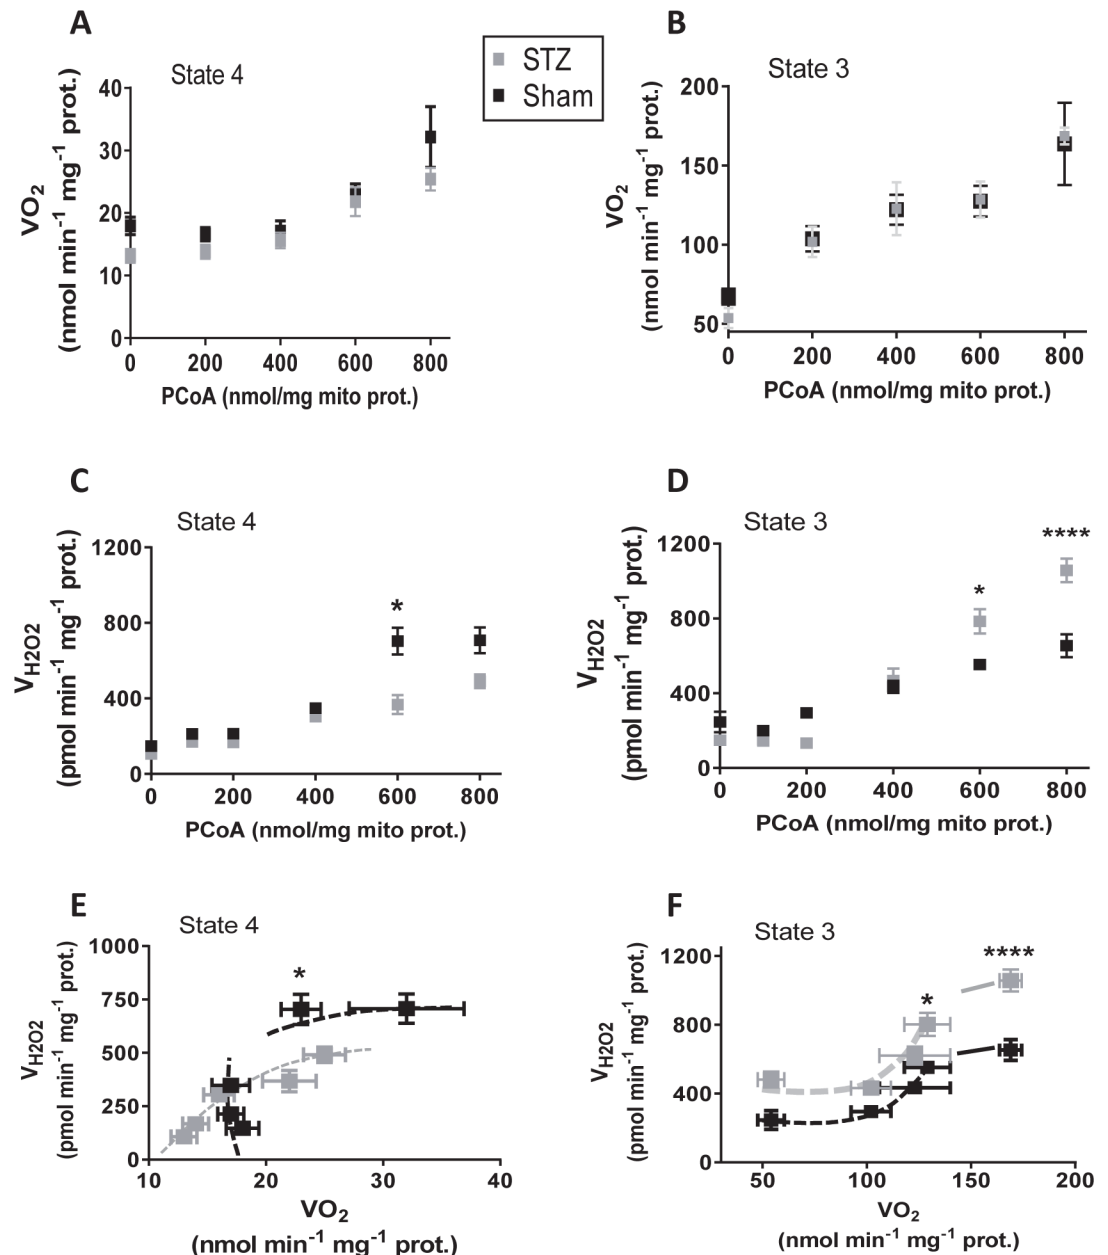 A
B
STZ
Sham
State 4
VO2
(nmol min-1 mg-1 prot.)
40
30
20
10
0
0 200 400 600 800
PCoA (nmol/mg mito prot.)
State 3
VO2
(nmol min-1 mg-1 prot.)
200
150
100
50
0 200 400 600 800
PCoA (nmol/mg mito prot.)
C
State 4
VH2O2
(pmol min-1 mg-1 prot.)
1200
800
400
0
*
0 200 400 600 800
PCoA (nmol/mg mito prot.)
D
State 3
VH2O2
(pmol min-1 mg-1 prot.)
1200
800
400
0
*
****
0 200 400 600 800
PCoA (nmol/mg mito prot.)
E
State 4
VH2O2
(pmol min-1 mg-1 prot.)
1000
750
500
250
0
*
10 20 30 40
VO2
(nmol min-1 mg-1 prot.)
F
State 3
VH2O2
(pmol min-1 mg-1 prot.)
1200
800
400
0
*
****
50 100 150 200
VO2
(nmol min-1 mg-1 prot.)